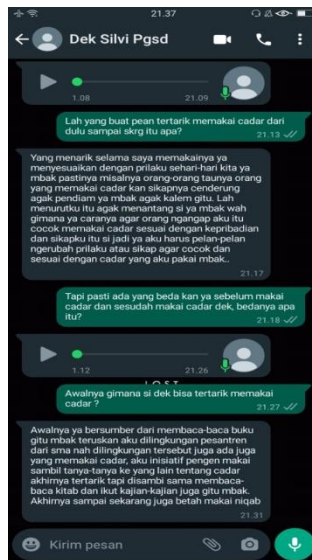 21.37
Dek Silvi Pgsd
1.08 21.09
Lah yang buat pean tertarik memakai cadar dari
dulu sampai skrg itu apa?
21.13
Yang menarik selama saya memakainya ya
menyesuaikan dengan prilaku sehari-hari kita ya
mbak pastinya misalnya orang-orang taunya orang
yang memakai cadar kan sikapnya cenderung
agak pendiam ya mbak agak kalem gitu. Lah
menurutku itu agak menantang si ya mbak wah
gimana ya caranya agar orang ngangap aku itu
cocok memakai cadar sesuai dengan kepribadian
dan sikapku itu si jadi ya aku harus pelan-pelan
ngerubah prilaku atau sikap agar cocok dan
sesuai dengan cadar yang aku pakai mbak..
21.17
Tapi pasti ada yang beda kan ya sebelum makai
cadar dan sesudah makai cadar dek, bedanya apa
itu?
21.18
1.12 21.26
Awalnya gimana si dek bisa tertarik memakai
cadar ?
21.27
Awalnya ya bersumber dari membaca-baca buku
gitu mbak teruskan aku dilingkungan pesantren
dari sma nah dilingkungan tersebut juga ada juga
yang memakai cadar, aku inisiatif pengen makai
sambil tanya-tanya ke yang lain tentang cadar
akhirnya tertarik tapi disambi sama membaca-
baca kitab dan ikut kajian-kajian juga gitu mbak.
Akhirnya sampai sekarang juga betah makai niqab
21.31
Kirim pesan